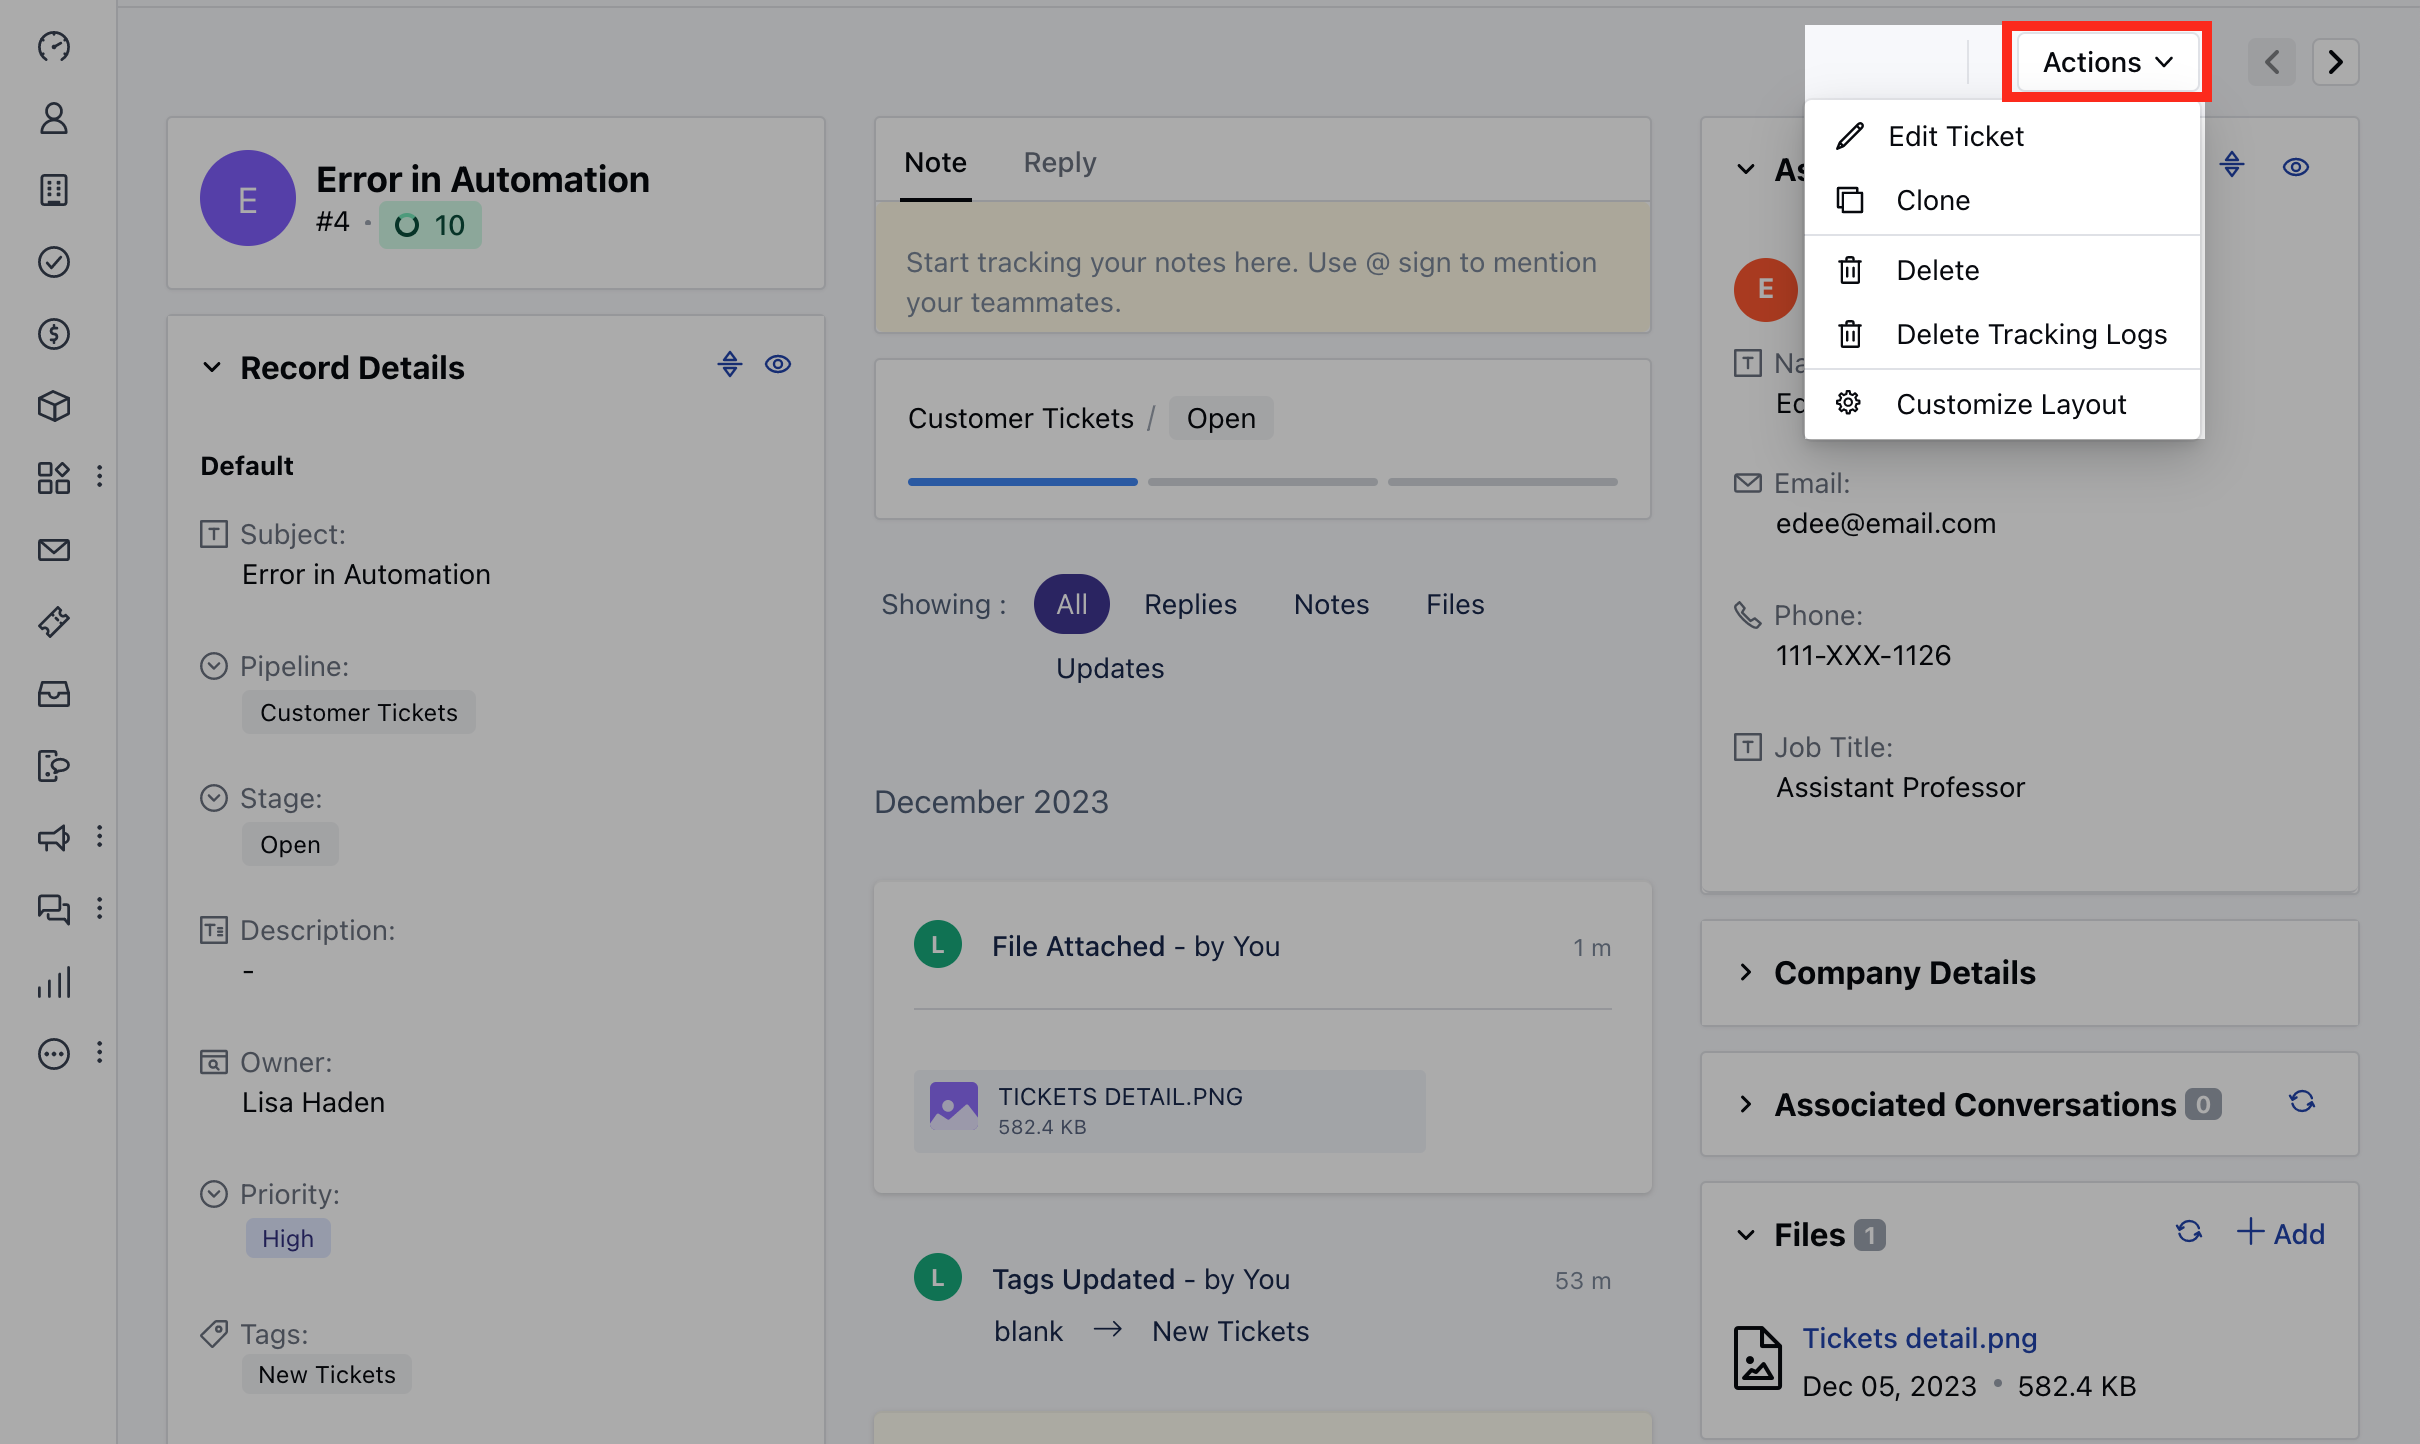 Actions
Edit Ticket
Clone
Delete
Delete Tracking Logs
Customize Layout
E
Error in Automation
#4 • 10
Record Details
Default
Subject:
Error in Automation
Pipeline:
Customer Tickets
Stage:
Open
Description:
-
Owner:
Lisa Haden
Priority:
High
Tags:
New Tickets
Note Reply
Start tracking your notes here. Use @ sign to mention
your teammates.
Customer Tickets / Open
Showing : All Replies Notes Files
Updates
December 2023
L File Attached - by You 1 m
TICKETS DETAIL.PNG
582.4 KB
L Tags Updated - by You 53 m
blank → New Tickets
E
Email:
edee@email.com
Phone:
111-XXX-1126
Job Title:
Assistant Professor
Company Details
Associated Conversations 0
Files 1 + Add
Tickets detail.png
Dec 05, 2023 • 582.4 KB